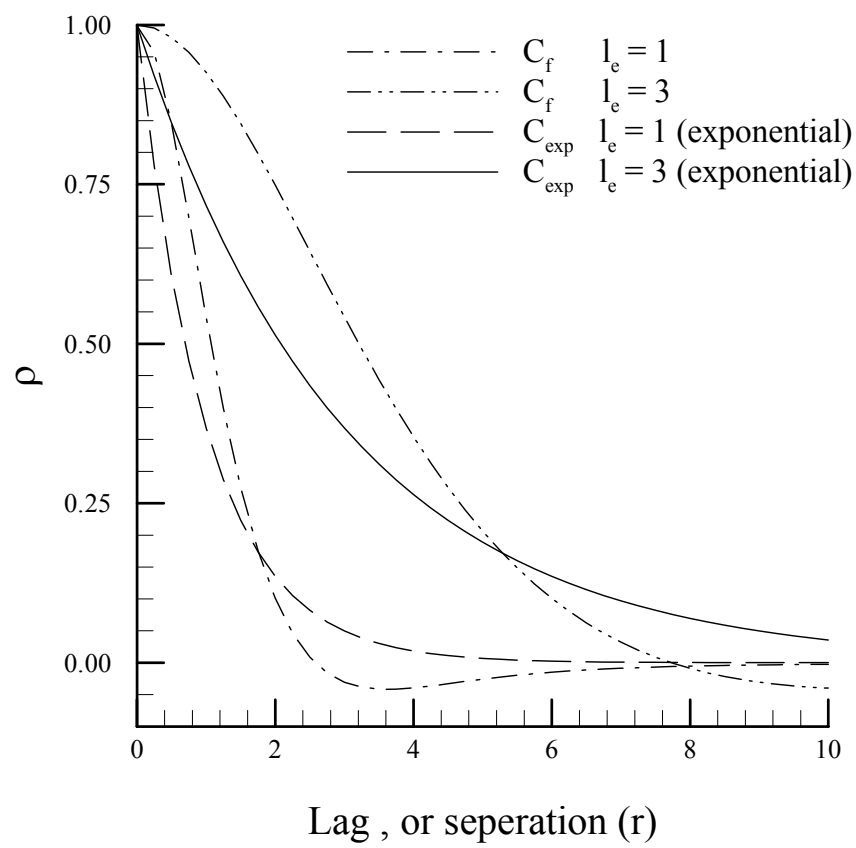 1.00
0.75
0.50
0.25
0.00
ρ
C_f l_e = 1
C_f l_e = 3
C_exp l_e = 1 (exponential)
C_exp l_e = 3 (exponential)
0 2 4 6 8 10
Lag , or seperation (r)